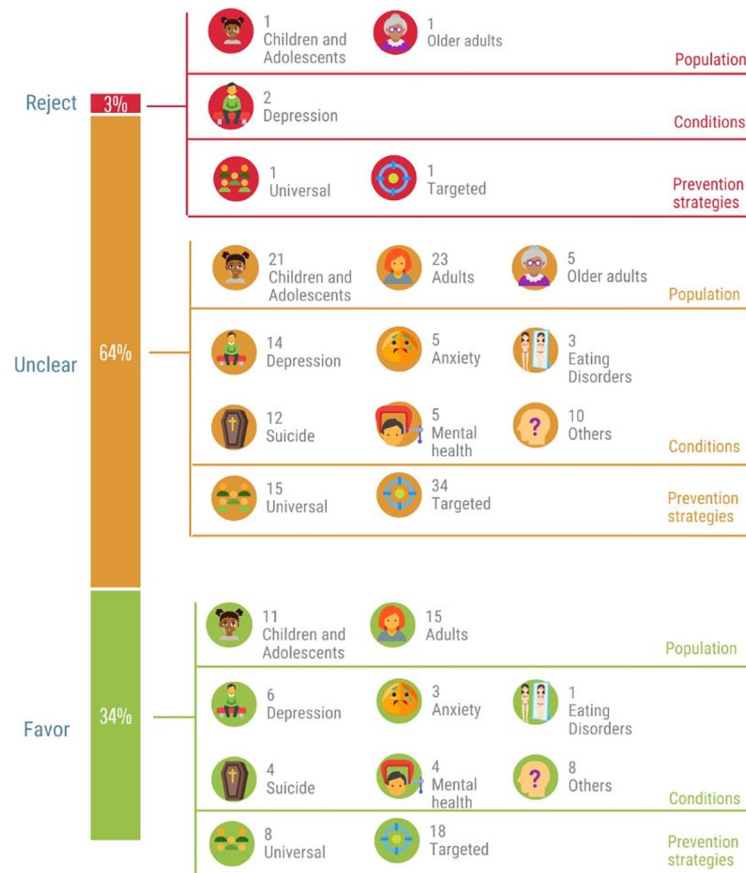 1
Children and
Adolescents
1
Older adults
Population
Reject
3%
2
Depression
Conditions
1
Universal
1
Targeted
Prevention
strategies
21
Children and
Adolescents
23
Adults
5
Older adults
Population
Unclear
64%
14
Depression
5
Anxiety
3
Eating
Disorders
12
Suicide
5
Mental
health
10
Others
?
Conditions
15
Universal
34
Targeted
Prevention
strategies
11
Children and
Adolescents
15
Adults
Population
Favor
34%
6
Depression
3
Anxiety
1
Eating
Disorders
4
Suicide
4
Mental
health
8
Others
?
Conditions
8
Universal
18
Targeted
Prevention
strategies